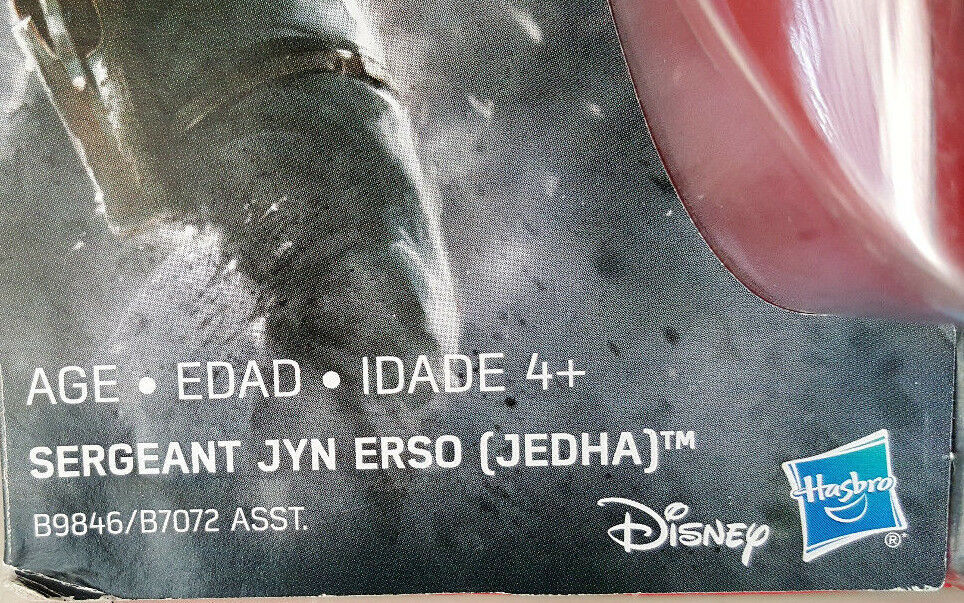 AGE • EDAD • IDADE 4+
SERGEANT JYN ERSO (JEDHA)™
B9846/B7072 ASST.
Disney
Hasbro
®